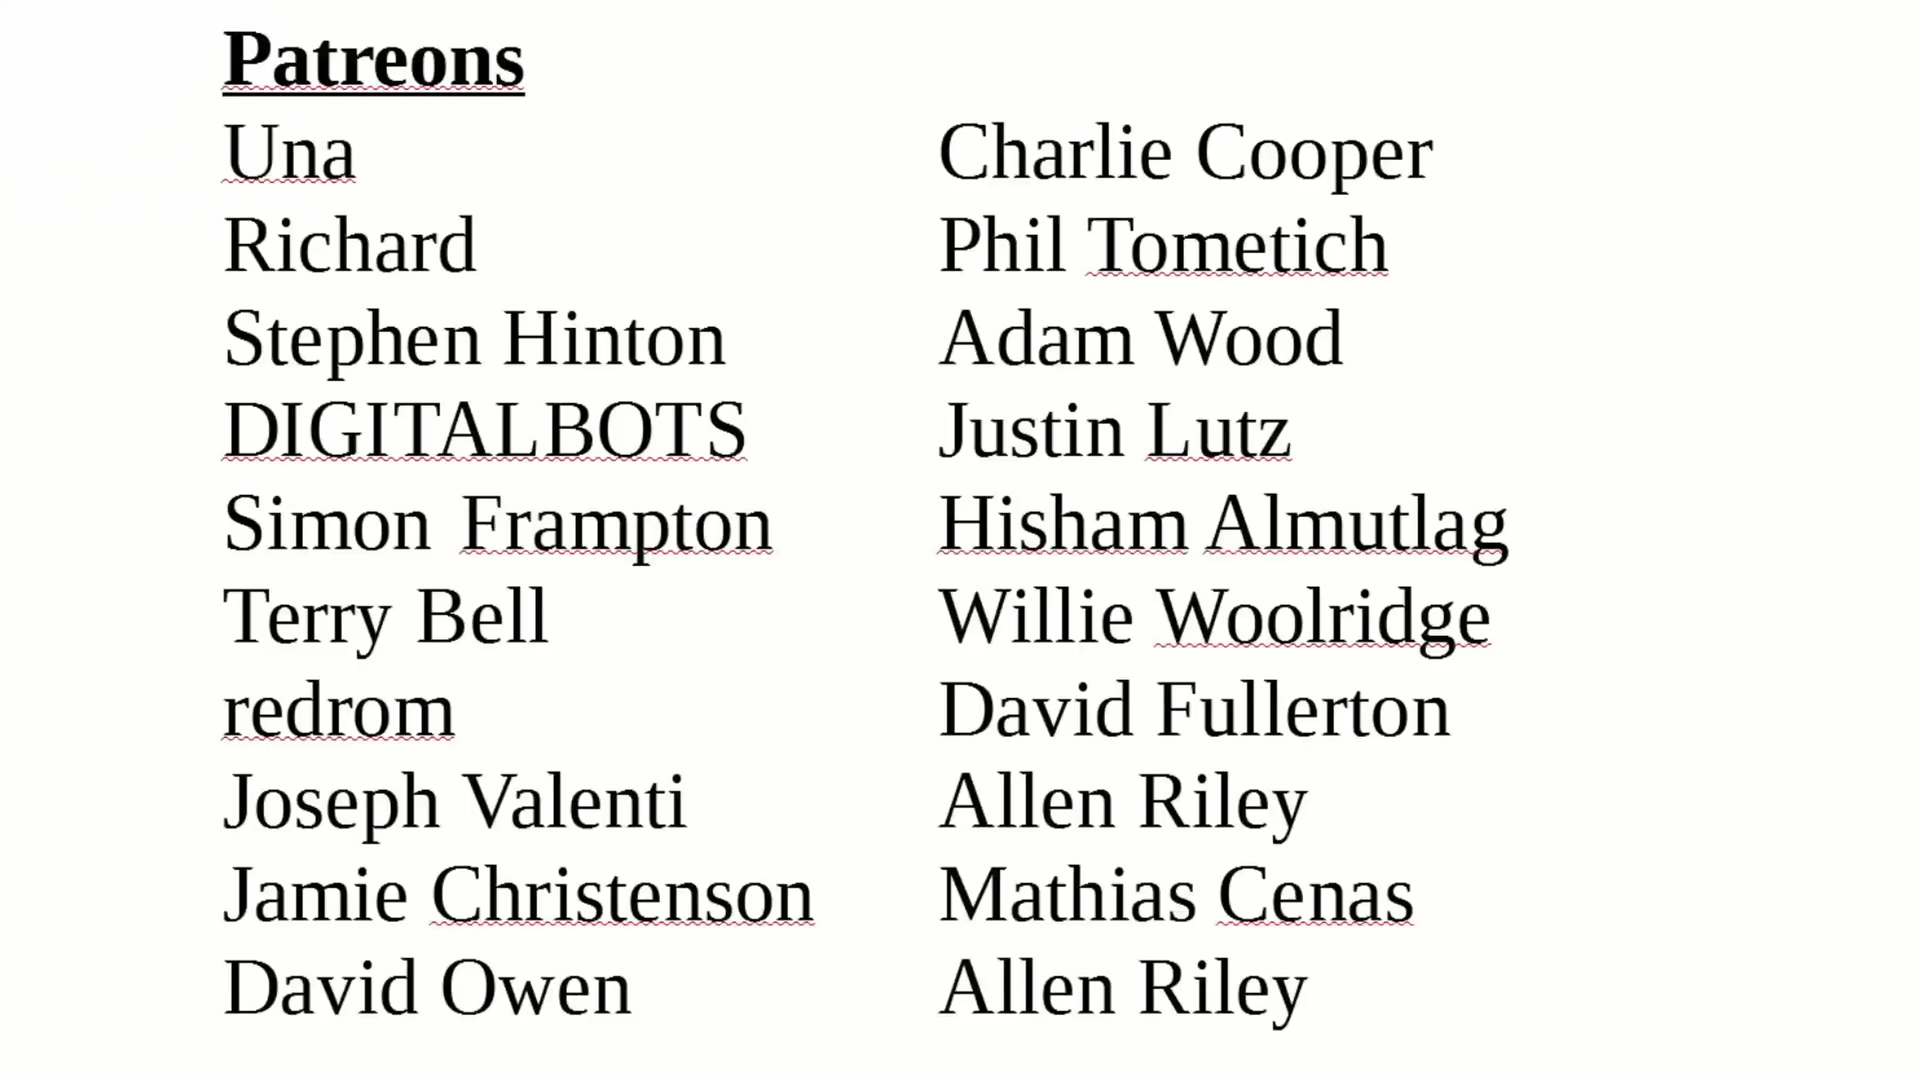 Patreons
Una
Richard
Stephen Hinton
DIGITALBOTS
Simon Frampton
Terry Bell
redrom
Joseph Valenti
Jamie Christenson
David Owen
Charlie Cooper
Phil Tometich
Adam Wood
Justin Lutz
Hisham Almutlag
Willie Woolridge
David Fullerton
Allen Riley
Mathias Cenas
Allen Riley